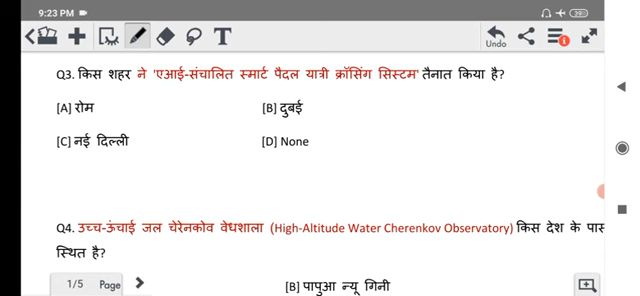 9:23 PM
39
T
Undo
Q3. किस शहर ने 'एआई-संचालित स्मार्ट पैदल यात्री क्रॉसिंग सिस्टम' तैनात किया है?
[A] रोम [B] दुबई
[C] नई दिल्ली [D] None
Q4. उच्च-ऊंचाई जल चेरेनकोव वेधशाला (High-Altitude Water Cherenkov Observatory) किस देश के पास
स्थित है?
1/5 Page
[B] पापुआ न्यू गिनी